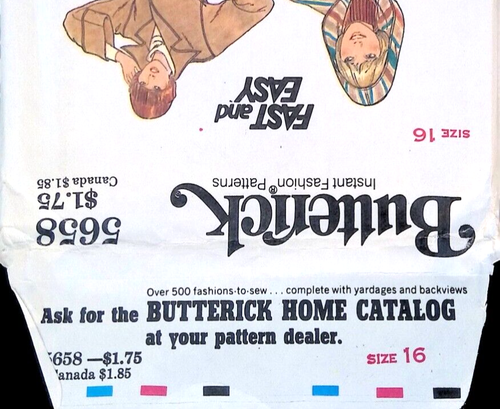 FAST and
EASY
SIZE 16
Butterick
Instant Fashion® Patterns
5658
$1.75
Canada $1.85
Over 500 fashions-to-sew . . . complete with yardages and backviews
Ask for the BUTTERICK HOME CATALOG
at your pattern dealer.
5658 —$1.75
Canada $1.85
SIZE 16